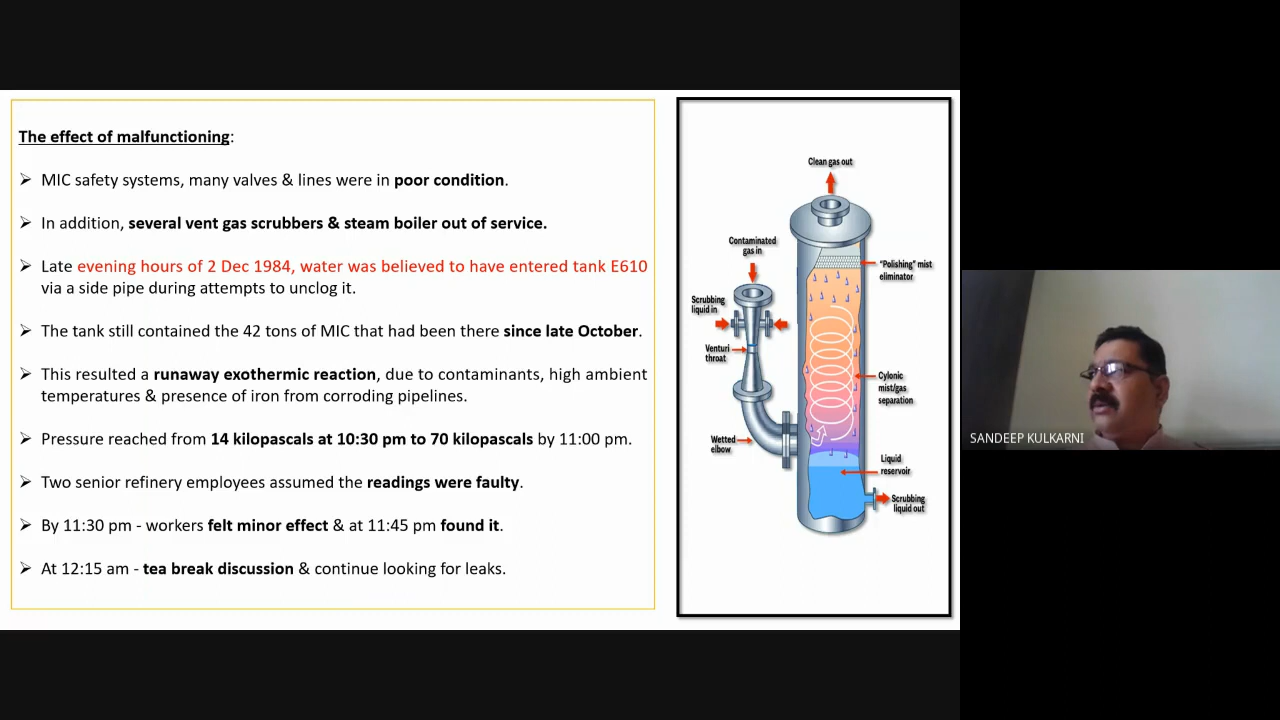 The effect of malfunctioning:
➢ MIC safety systems, many valves & lines were in poor condition.
➢ In addition, several vent gas scrubbers & steam boiler out of service.
➢ Late evening hours of 2 Dec 1984, water was believed to have entered tank E610
via a side pipe during attempts to unclog it.
➢ The tank still contained the 42 tons of MIC that had been there since late October.
➢ This resulted a runaway exothermic reaction, due to contaminants, high ambient
temperatures & presence of iron from corroding pipelines.
➢ Pressure reached from 14 kilopascals at 10:30 pm to 70 kilopascals by 11:00 pm.
➢ Two senior refinery employees assumed the readings were faulty.
➢ By 11:30 pm - workers felt minor effect & at 11:45 pm found it.
➢ At 12:15 am - tea break discussion & continue looking for leaks.
Clean gas out
Contaminated
gas in
"Polishing" mist
eliminator
Scrubbing
liquid in
Venturi
throat
Cylonic
mist/gas
separation
Wetted
elbow
Liquid
reservoir
Scrubbing
liquid out
SANDEEP KULKARNI